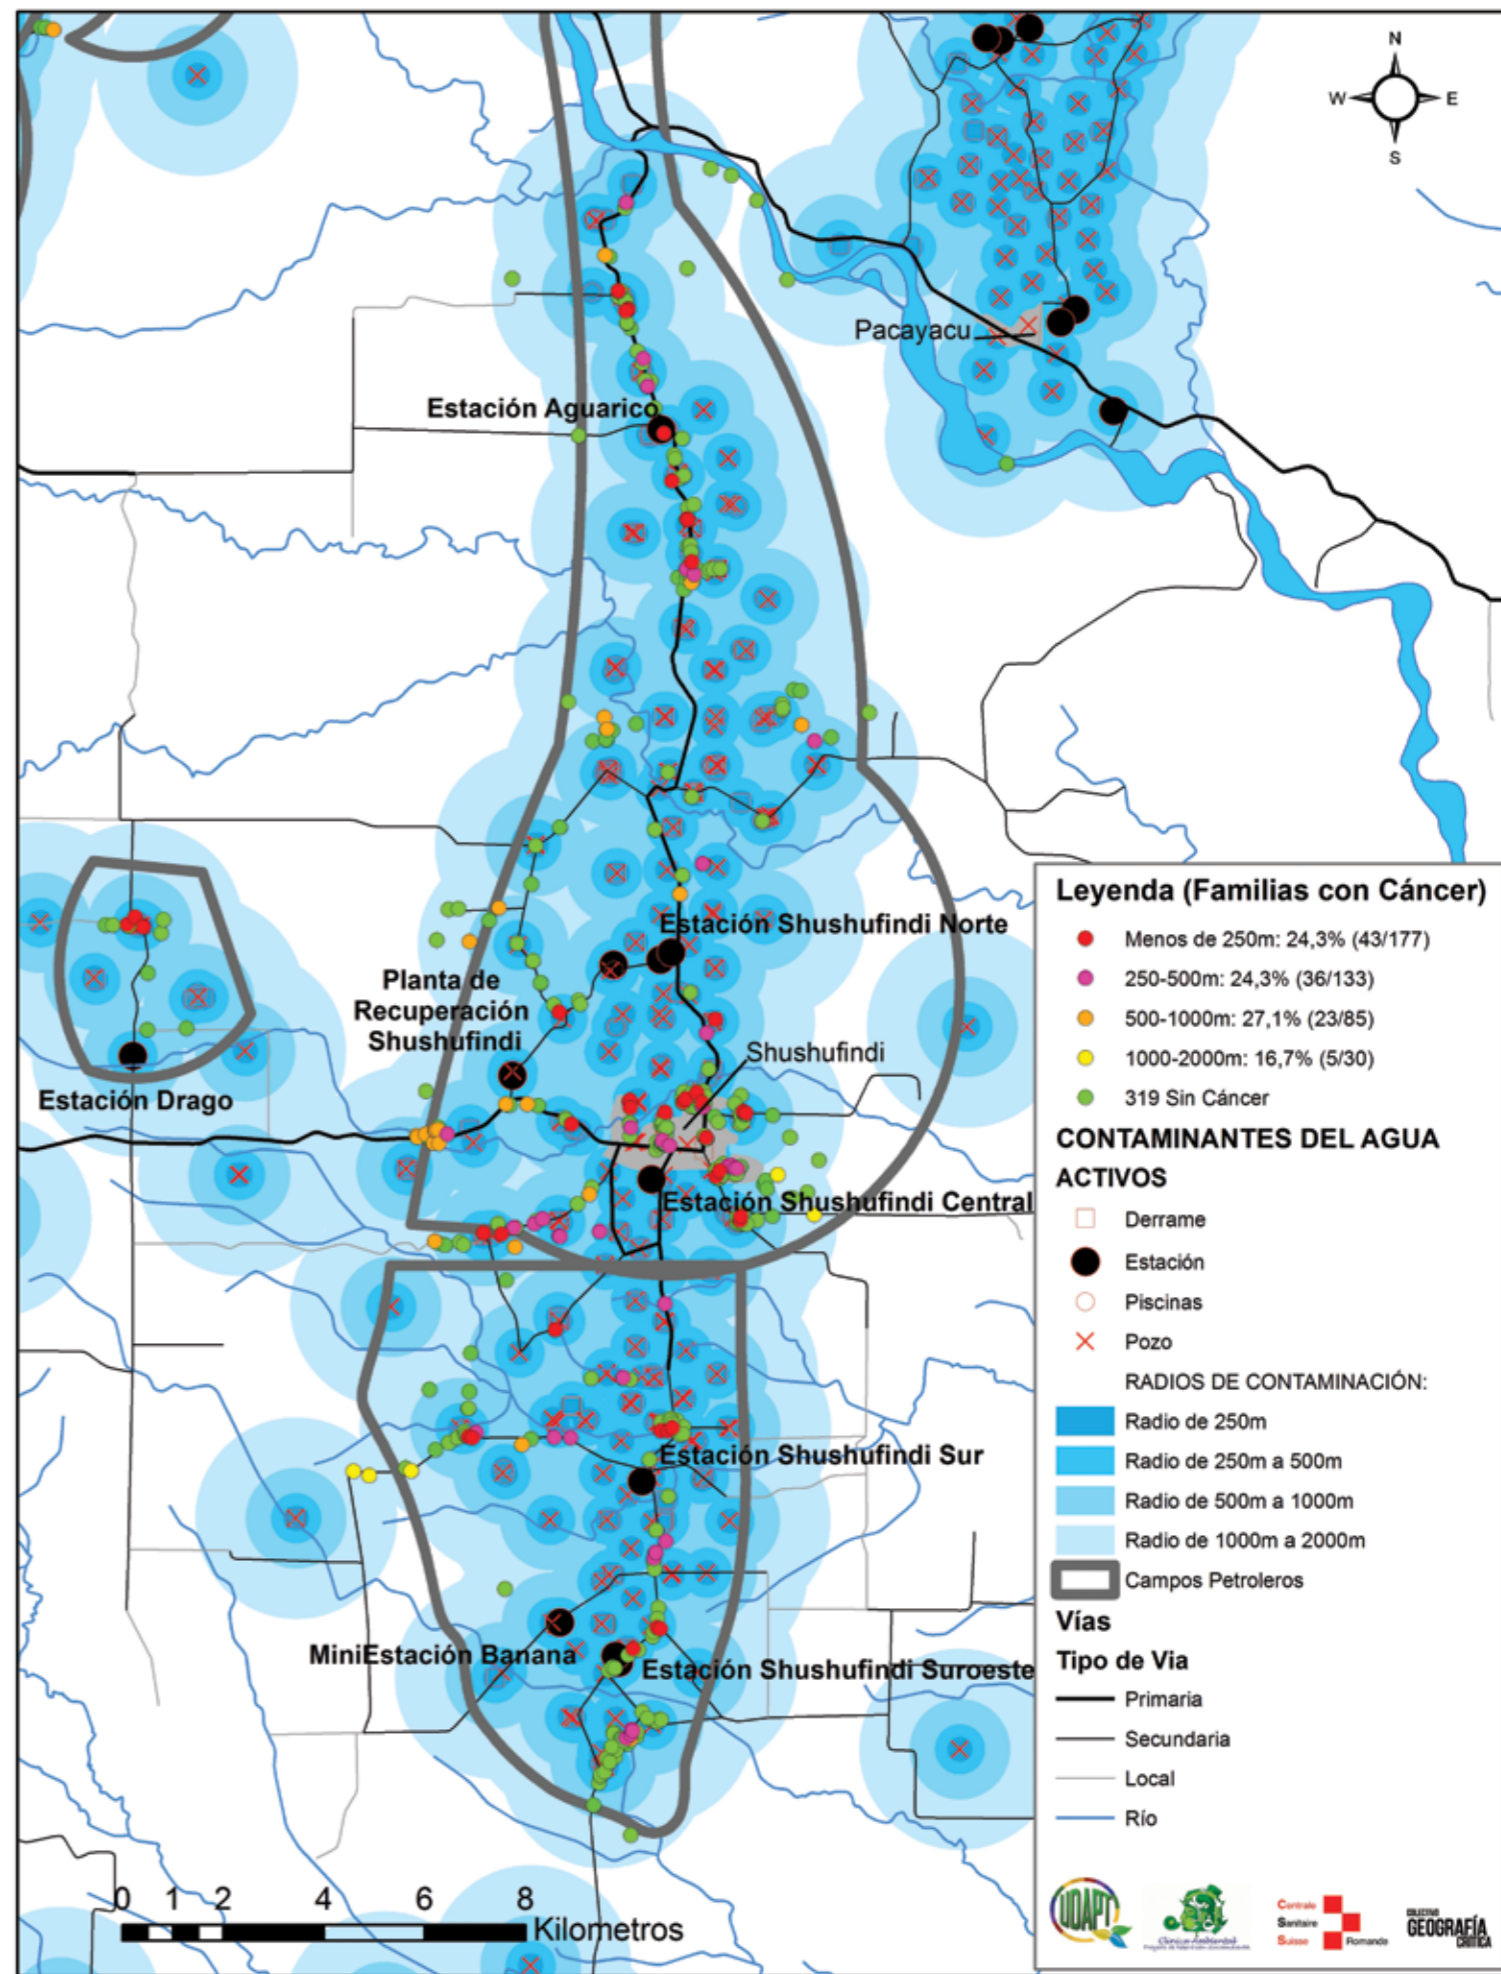 N
W E
S
Pacayacu
Estación Aguarico
Estación Shushufindi Norte
Planta de
Recuperación
Shushufindi
Shushufindi
Estación Drago
Estación Shushufindi Central
Estación Shushufindi Sur
MiniEstación Banana
Estación Shushufindi Suroeste
0 1 2 4 6 8
Kilometros
Leyenda (Familias con Cáncer)
Menos de 250m: 24,3% (43/177)
250-500m: 24,3% (36/133)
500-1000m: 27,1% (23/85)
1000-2000m: 16,7% (5/30)
319 Sin Cáncer
CONTAMINANTES DEL AGUA
ACTIVOS
Derrame
Estación
Piscinas
Pozo
RADIOS DE CONTAMINACIÓN:
Radio de 250m
Radio de 250m a 500m
Radio de 500m a 1000m
Radio de 1000m a 2000m
Campos Petroleros
Vías
Tipo de Via
Primaria
Secundaria
Local
Río
UDAPT
Clínica Ambiental
Centrale
Sanitaire
Suisse Romande
COLECTIVO
GEOGRAFÍA
CRÍTICA